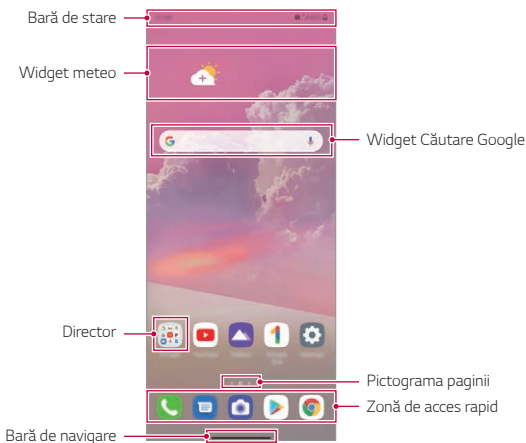 Bară de stare
Widget meteo
Widget Căutare Google
Director
Pictograma paginii
Zonă de acces rapid
Bară de navigare